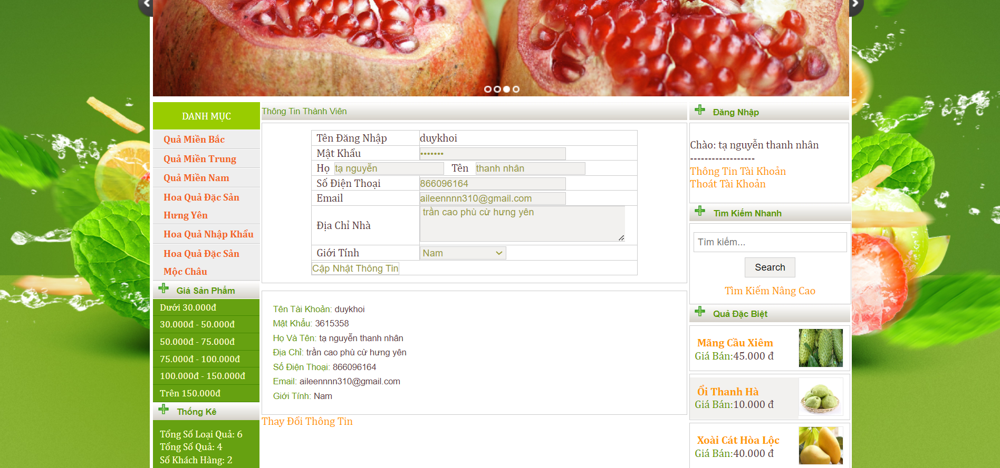 DANH MỤC
Quả Miền Bắc
Quả Miền Trung
Quả Miền Nam
Hoa Quả Đặc Sản
Hưng Yên
Hoa Quả Nhập Khẩu
Hoa Quả Đặc Sản
Mộc Châu
Giá Sản Phẩm
Dưới 30.000đ
30.000đ - 50.000đ
50.000đ - 75.000đ
75.000đ - 100.000đ
100.000đ - 150.000đ
Trên 150.000đ
Thống Kê
Tổng Số Loại Quả: 6
Tổng Số Quả: 4
Số Khách Hàng: 2
Thông Tin Thành Viên
Tên Đăng Nhập duykhoi
Mật Khẩu •••••••
Họ tạ nguyễn Tên thanh nhân
Số Điện Thoại 866096164
Email aileennnn310@gmail.com
Địa Chỉ Nhà trần cao phù cừ hưng yên
Giới Tính Nam
Cập Nhật Thông Tin
Tên Tài Khoản: duykhoi
Mật Khẩu: 3615358
Họ Và Tên: tạ nguyễn thanh nhân
Địa Chỉ: trần cao phù cừ hưng yên
Số Điện Thoại: 866096164
Email: aileennnn310@gmail.com
Giới Tính: Nam
Thay Đổi Thông Tin
Đăng Nhập
Chào: tạ nguyễn thanh nhân
------------------
Thông Tin Tài Khoản
Thoát Tài Khoản
Tìm Kiếm Nhanh
Tìm kiếm...
Search
Tìm Kiếm Nâng Cao
Quả Đặc Biệt
Mãng Cầu Xiêm
Giá Bán:45.000 đ
Ổi Thanh Hà
Giá Bán:10.000 đ
Xoài Cát Hòa Lộc
Giá Bán:40.000 đ